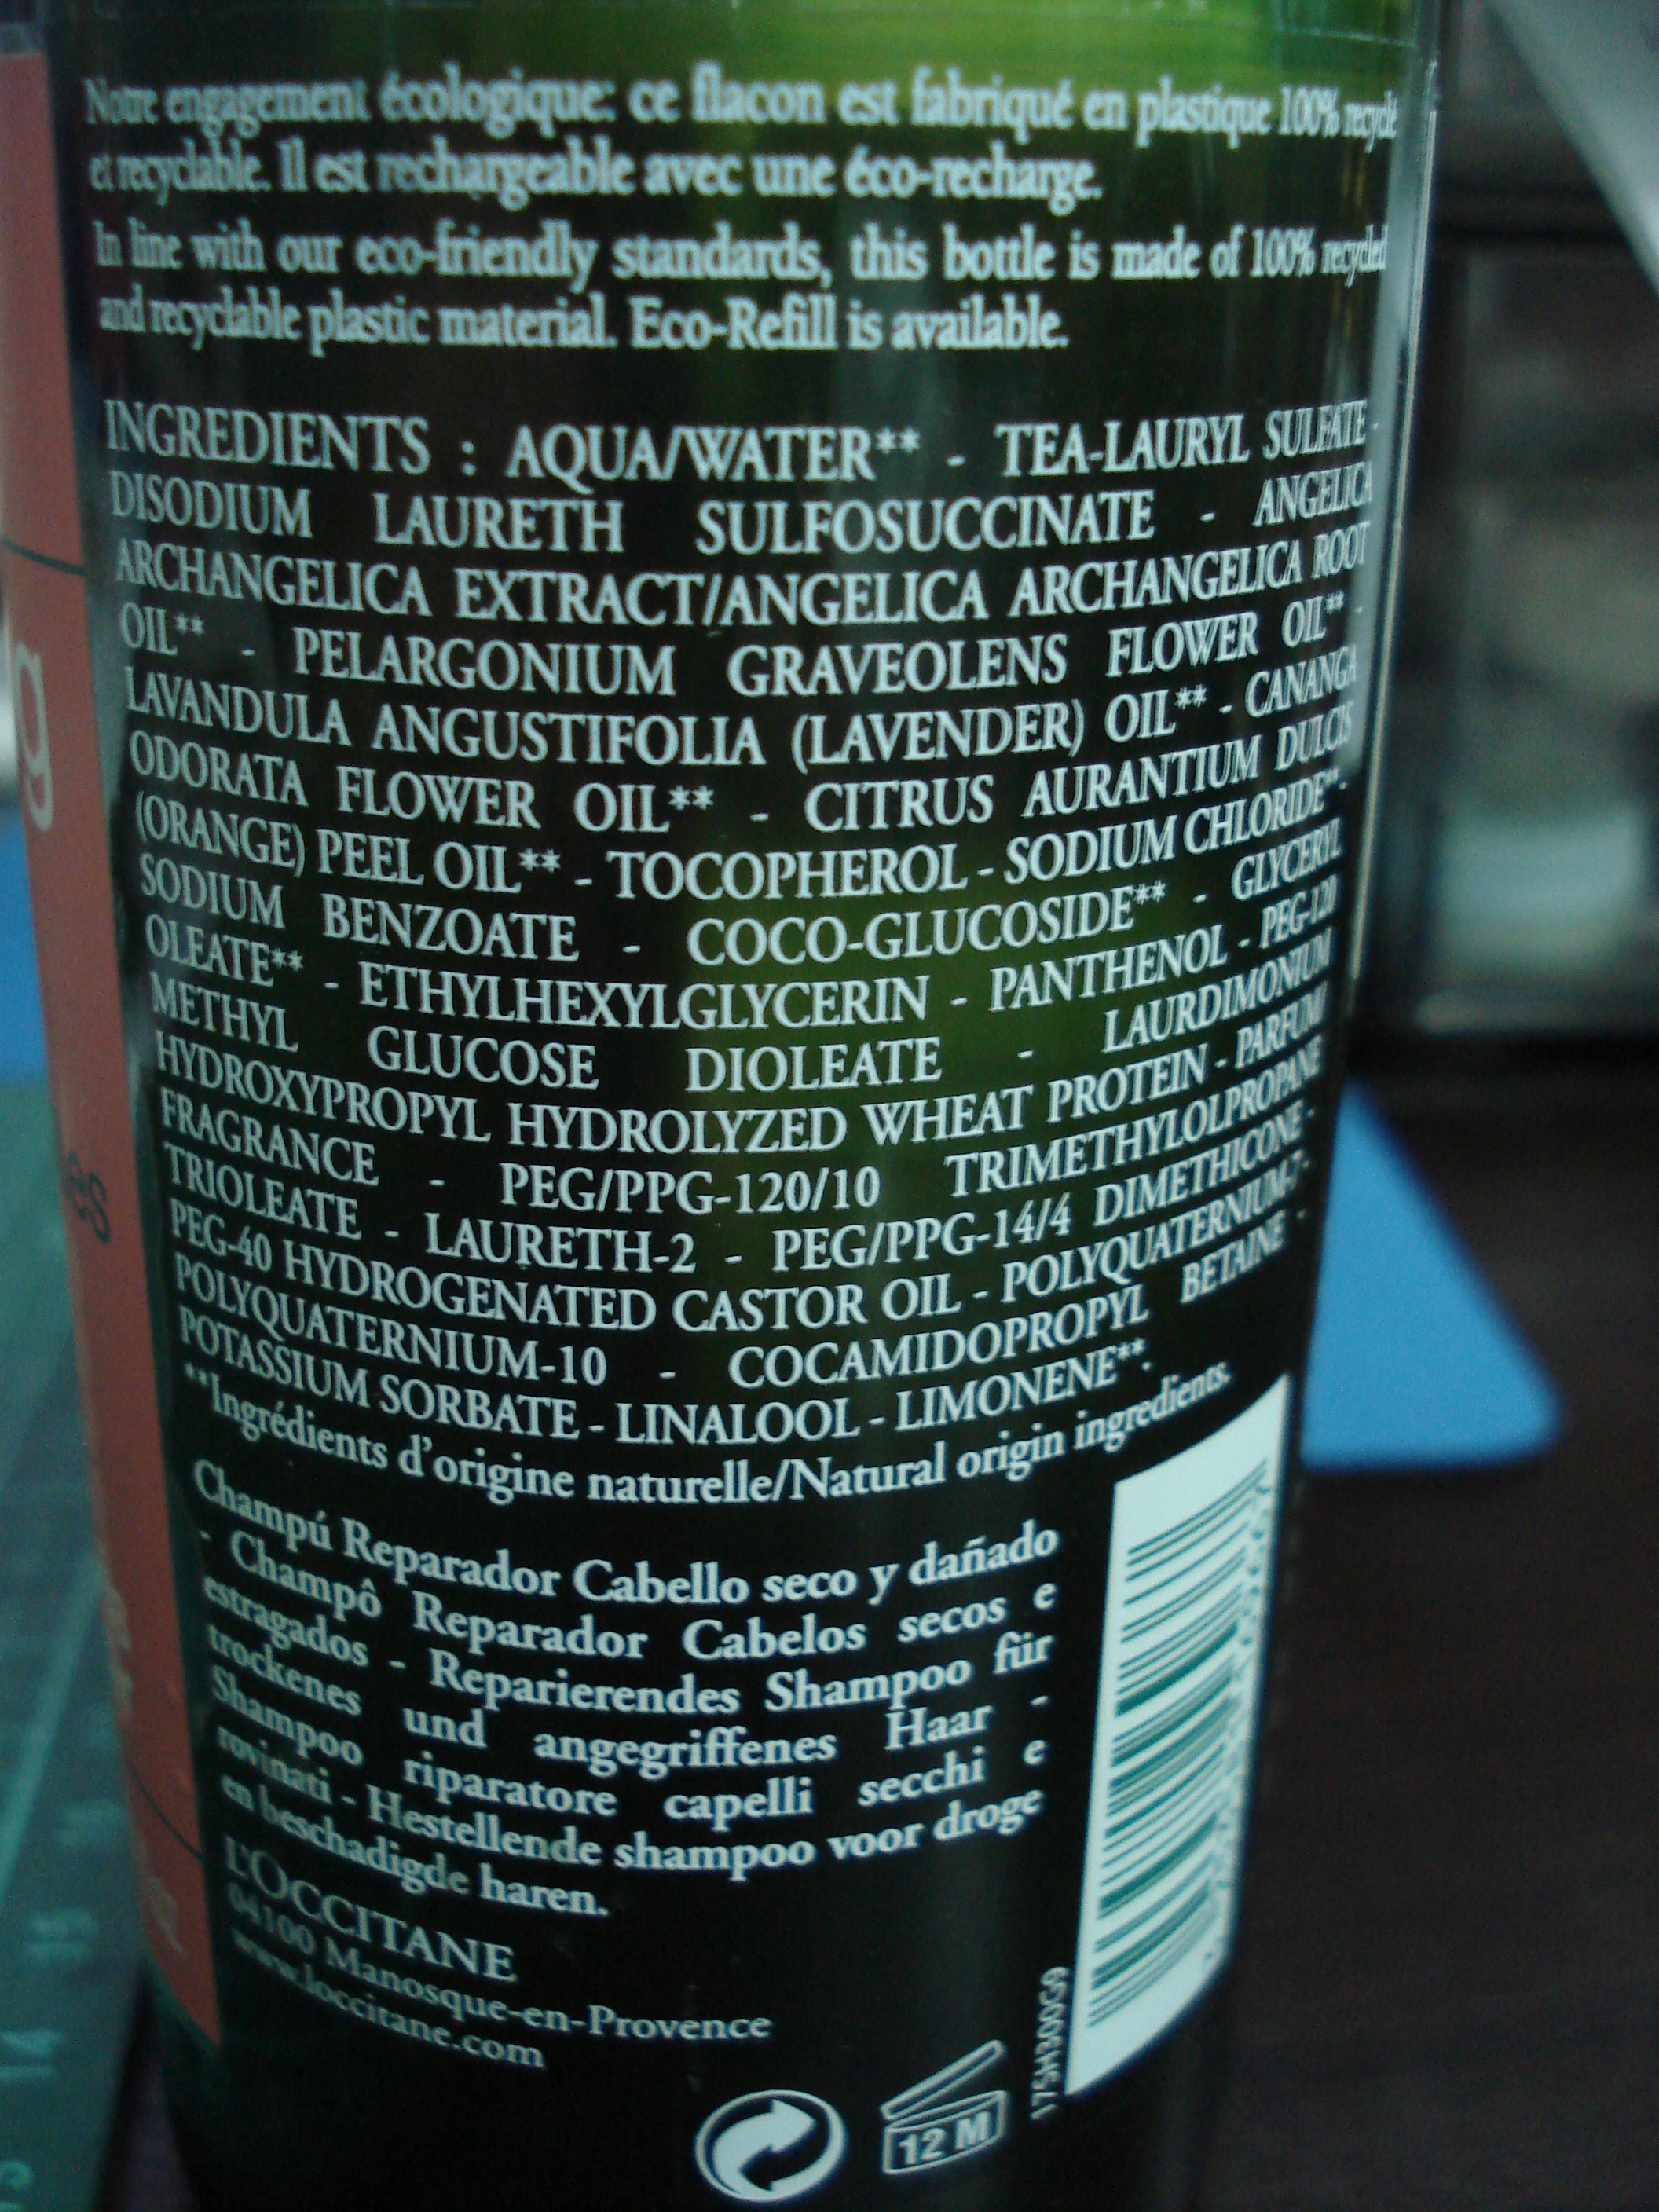 Notre engagement écologique: ce flacon est fabriqué en plastique 100% recyclé
et recyclable. Il est rechargeable avec une éco-recharge.
In line with our eco-friendly standards, this bottle is made of 100% recycled
and recyclable plastic material. Eco-Refill is available.
INGREDIENTS : AQUA/WATER** - TEA-LAURYL SULFATE -
DISODIUM LAURETH SULFOSUCCINATE - ANGELICA
ARCHANGELICA EXTRACT/ANGELICA ARCHANGELICA ROOT
OIL** - PELARGONIUM GRAVEOLENS FLOWER OIL** -
LAVANDULA ANGUSTIFOLIA (LAVENDER) OIL** - CANANGA
ODORATA FLOWER OIL** - CITRUS AURANTIUM DULCIS
(ORANGE) PEEL OIL** - TOCOPHEROL - SODIUM CHLORIDE** -
SODIUM BENZOATE - COCO-GLUCOSIDE** - GLYCERYL
OLEATE** - ETHYLHEXYLGLYCERIN - PANTHENOL - PEG-120
METHYL GLUCOSE DIOLEATE - LAURDIMONIUM
HYDROXYPROPYL HYDROLYZED WHEAT PROTEIN - PARFUM/
FRAGRANCE - PEG/PPG-120/10 TRIMETHYLOLPROPANE
TRIOLEATE - LAURETH-2 - PEG/PPG-14/4 DIMETHICONE -
PEG-40 HYDROGENATED CASTOR OIL - POLYQUATERNIUM-7 -
POLYQUATERNIUM-10 - COCAMIDOPROPYL BETAINE -
POTASSIUM SORBATE - LINALOOL - LIMONENE**.
**Ingrédients d'origine naturelle/Natural origin ingredients.
Champú Reparador Cabello seco y dañado
- Champô Reparador Cabelos secos e
estragados - Reparierendes Shampoo für
trockenes und angegriffenes Haar -
Shampoo riparatore capelli secchi e
rovinati - Hestellende shampoo voor droge
en beschadigde haren.
L'OCCITANE
04100 Manosque-en-Provence
www.loccitane.com
17SH300G9
12 M